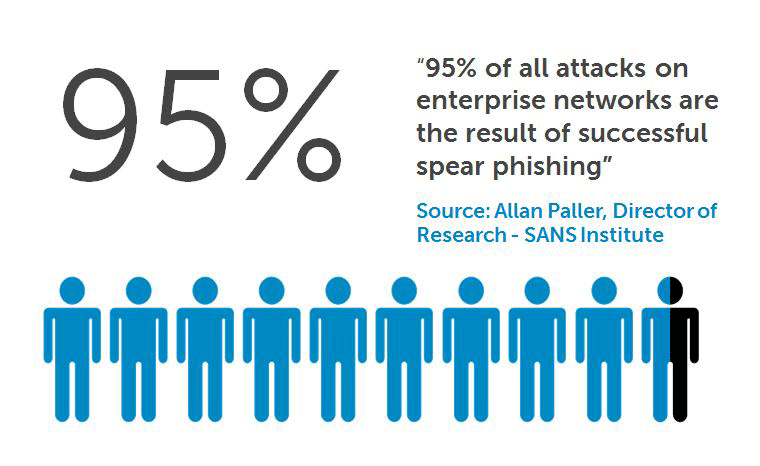 95%
“95% of all attacks on
enterprise networks are
the result of successful
spear phishing”
Source: Allan Paller, Director of
Research - SANS Institute